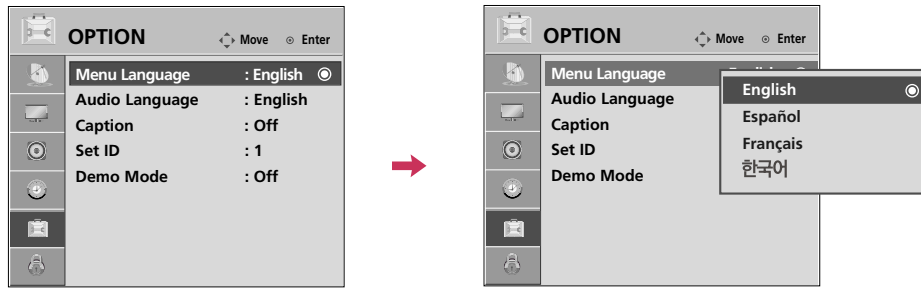 OPTION Move Enter
Menu Language : English
Audio Language : English
Caption : Off
Set ID : 1
Demo Mode : Off
OPTION Move Enter
Menu Language
Audio Language
Caption
Set ID
Demo Mode
English
Español
Français
한국어